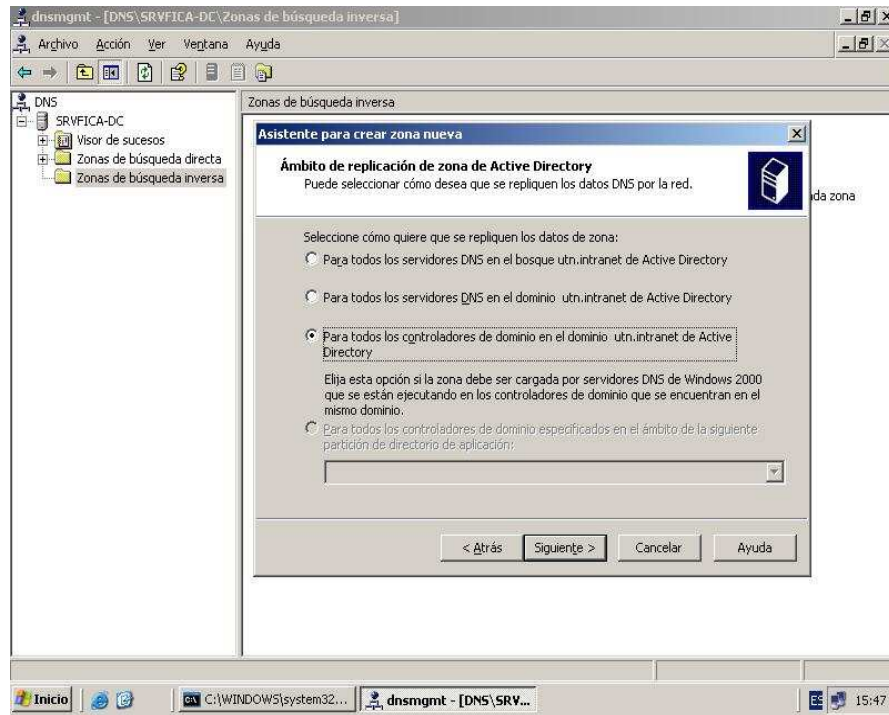 dnsmgmt - [DNS\SRVFICA-DC\Zonas de búsqueda inversa]
Archivo Acción Ver Ventana Ayuda
DNS
SRVFICA-DC
Visor de sucesos
Zonas de búsqueda directa
Zonas de búsqueda inversa
Zonas de búsqueda inversa
da zona
Asistente para crear zona nueva
Ámbito de replicación de zona de Active Directory
Puede seleccionar cómo desea que se repliquen los datos DNS por la red.
Seleccione cómo quiere que se repliquen los datos de zona:
Para todos los servidores DNS en el bosque utn.intranet de Active Directory
Para todos los servidores DNS en el dominio utn.intranet de Active Directory
Para todos los controladores de dominio en el dominio utn.intranet de Active
Directory
Elija esta opción si la zona debe ser cargada por servidores DNS de Windows 2000
que se están ejecutando en los controladores de dominio que se encuentran en el
mismo dominio.
Para todos los controladores de dominio especificados en el ámbito de la siguiente
partición de directorio de aplicación:
< Atrás Siguiente > Cancelar Ayuda
Inicio C:\WINDOWS\system32... dnsmgmt - [DNS\SRV... ES 15:47